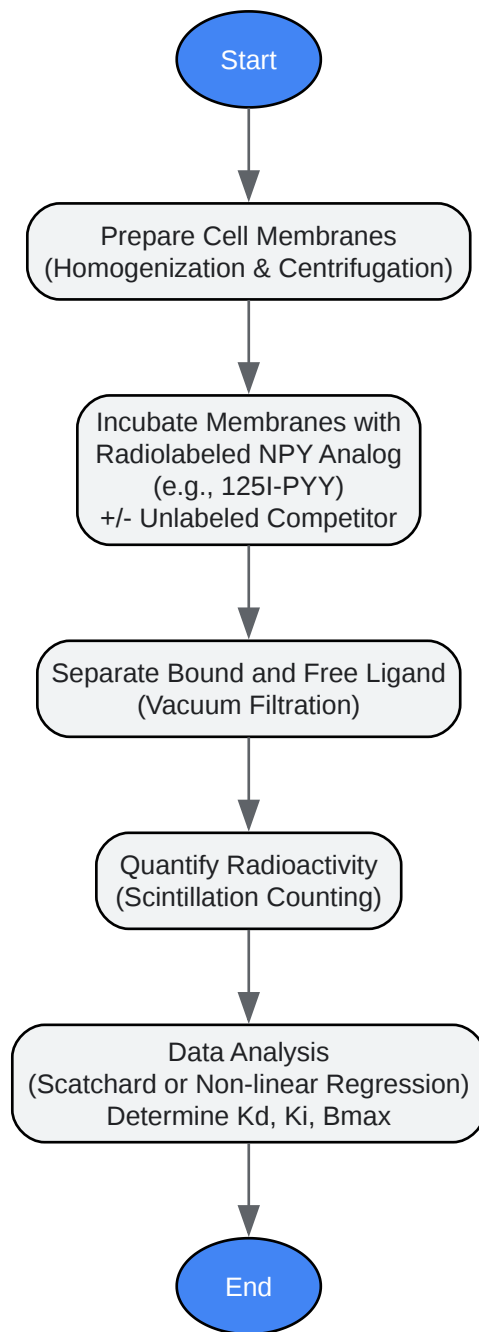 Start
Prepare Cell Membranes
(Homogenization & Centrifugation)
Incubate Membranes with
Radiolabeled NPY Analog
(e.g., 125I-PYY)
+/- Unlabeled Competitor
Separate Bound and Free Ligand
(Vacuum Filtration)
Quantify Radioactivity
(Scintillation Counting)
Data Analysis
(Scatchard or Non-linear Regression)
Determine Kd, Ki, Bmax
End